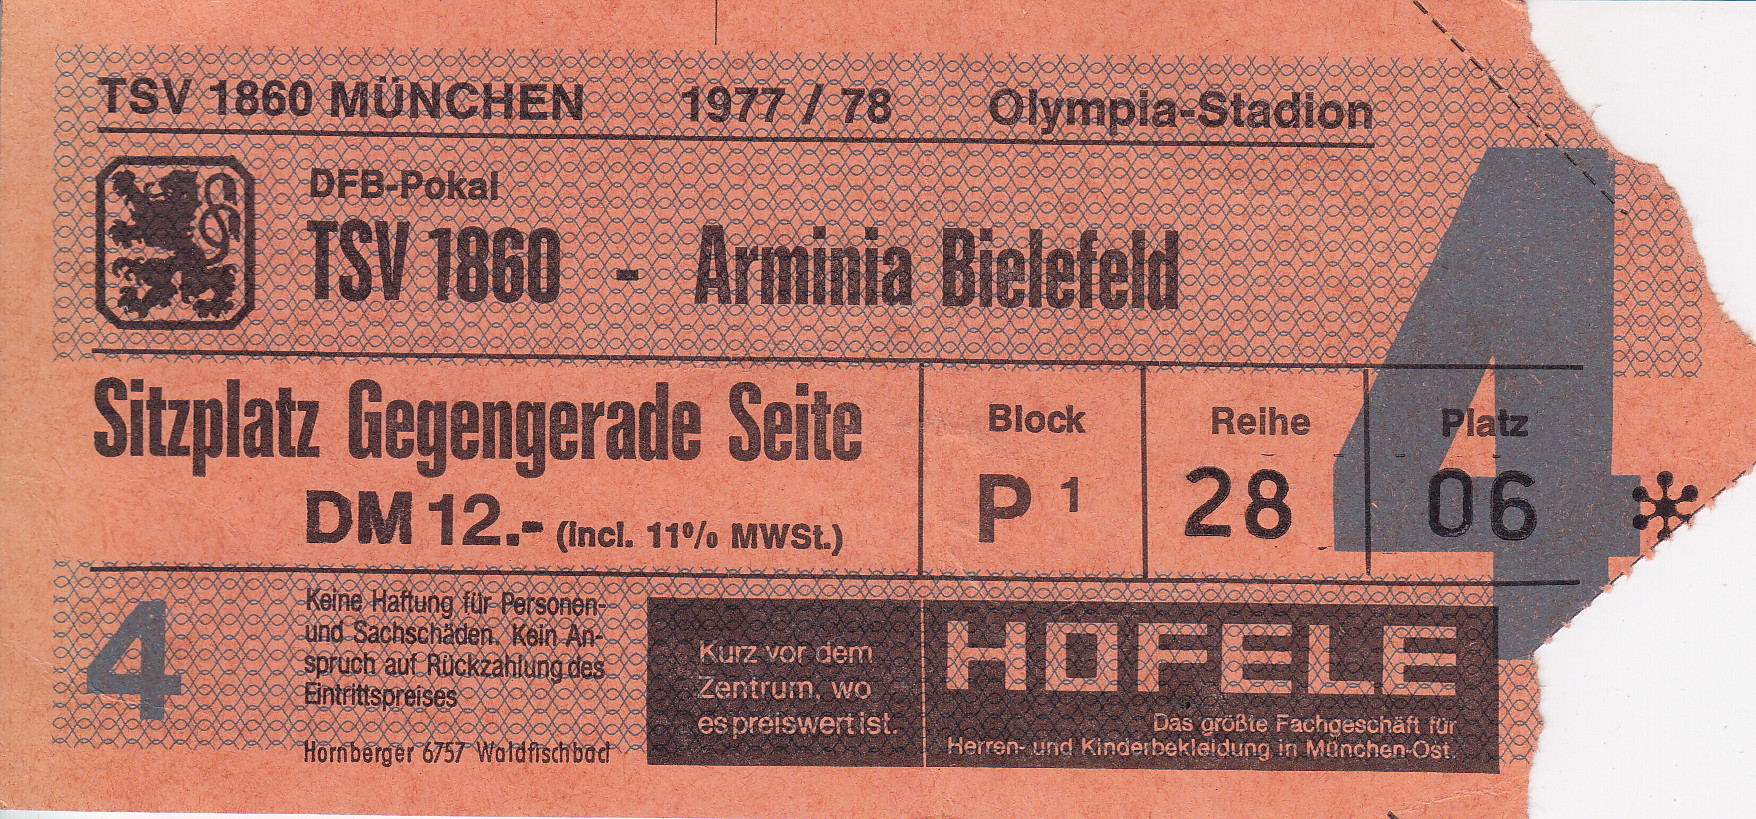 TSV 1860 MÜNCHEN 1977 / 78 Olympia-Stadion
DFB-Pokal
TSV 1860 - Arminia Bielefeld
Sitzplatz Gegengerade Seite
DM 12.- (incl. 11% MWSt.)
Block Reihe Platz
P 1 28 06 *
4
4
Keine Haftung für Personen-
und Sachschäden. Kein An-
spruch auf Rückzahlung des
Eintrittspreises
Hornberger 6757 Waldfischbach
Kurz vor dem
Zentrum, wo
es preiswert ist.
HÖFELE
Das größte Fachgeschäft für
Herren- und Kinderbekleidung in München-Ost.